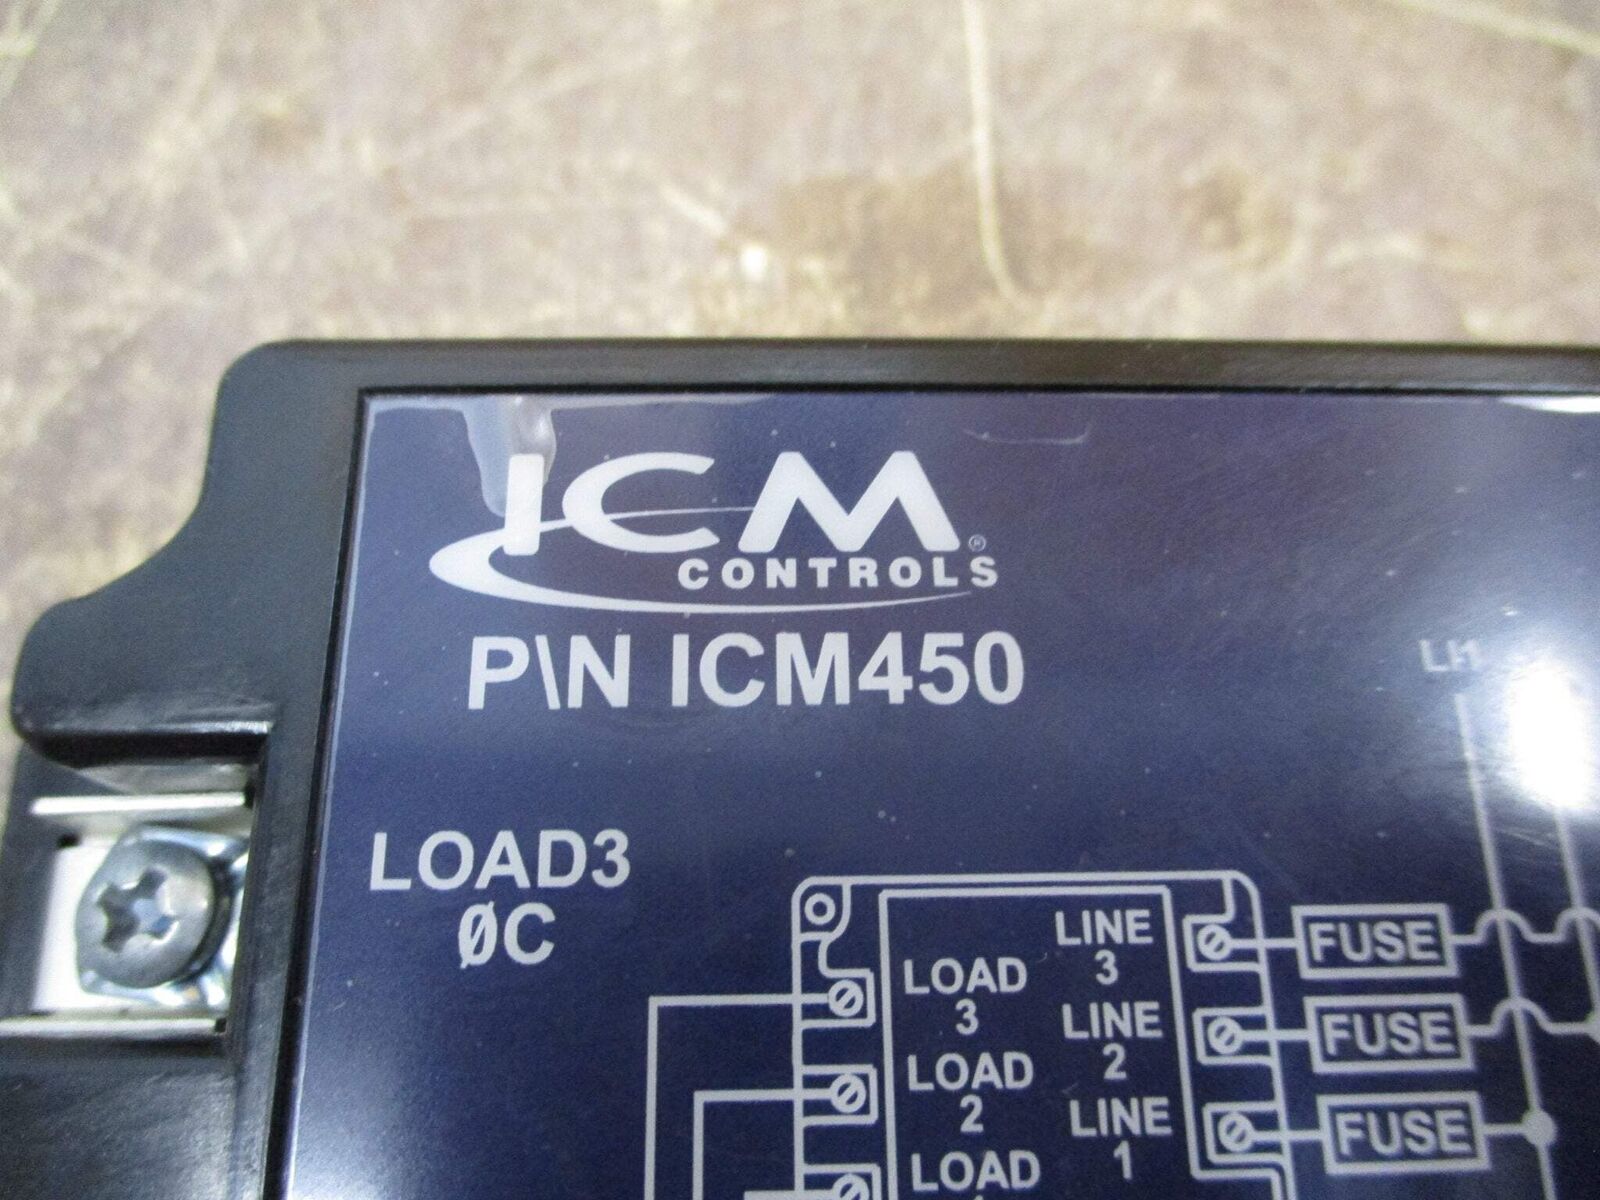 ICM®
CONTROLS
P\N ICM450
LOAD3
ØC
LINE
3
FUSE
LOAD
3
LINE
2
FUSE
LOAD
2
LINE
1
FUSE
LOAD